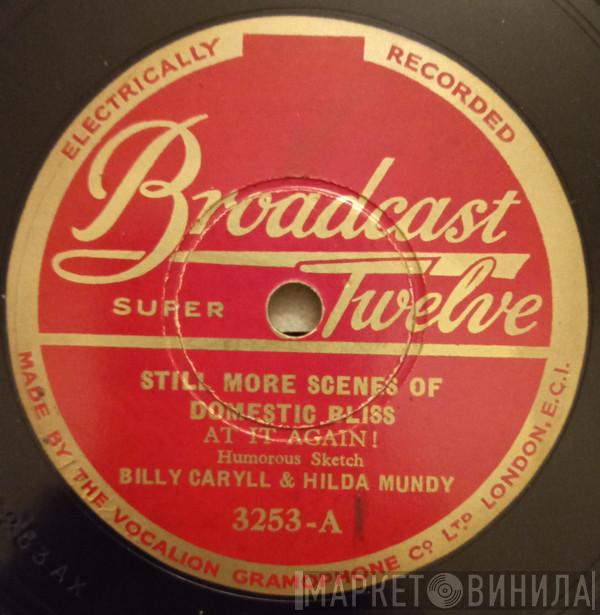 ELECTRICALLY RECORDED
Broadcast
SUPER Twelve
STILL MORE SCENES OF
DOMESTIC BLISS
AT IT AGAIN!
Humorous Sketch
BILLY CARYLL & HILDA MUNDY
3253-A
MADE BY THE VOCALION GRAMOPHONE Cº LTD LONDON, E.C.I.
МАРКЕТ ВИНИЛА